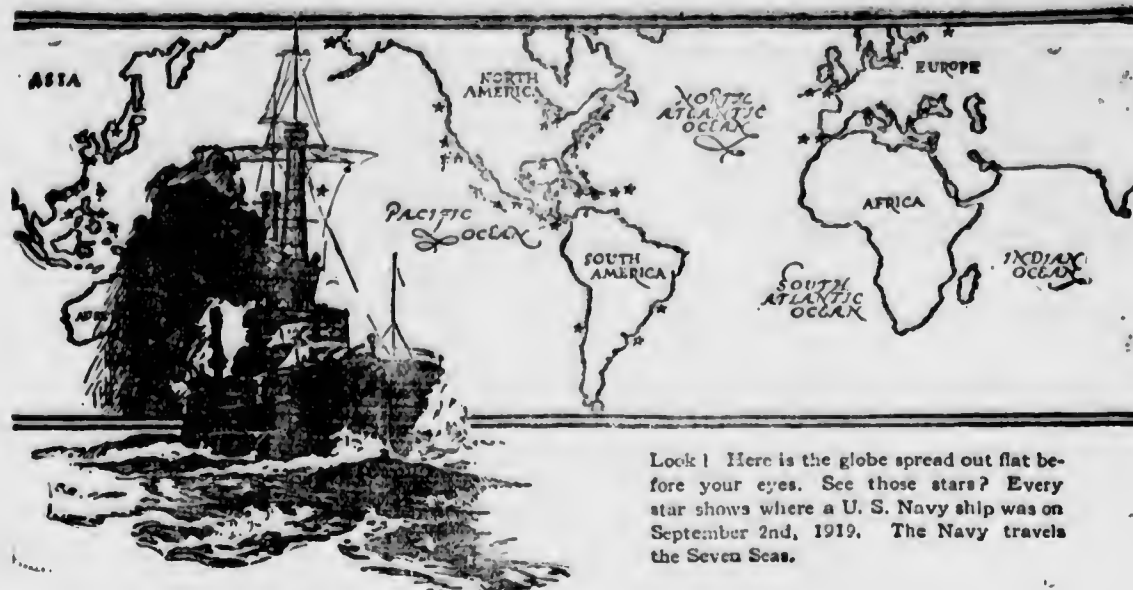 ASIA
NORTH
AMERICA
NORTH
ATLANTIC
OCEAN
EUROPE
PACIFIC
OCEAN
AFRICA
SOUTH
AMERICA
SOUTH
ATLANTIC
OCEAN
INDIAN
OCEAN
Look! Here is the globe spread out flat be-
fore your eyes. See those stars? Every
star shows where a U. S. Navy ship was on
September 2nd, 1919. The Navy travels
the Seven Seas.